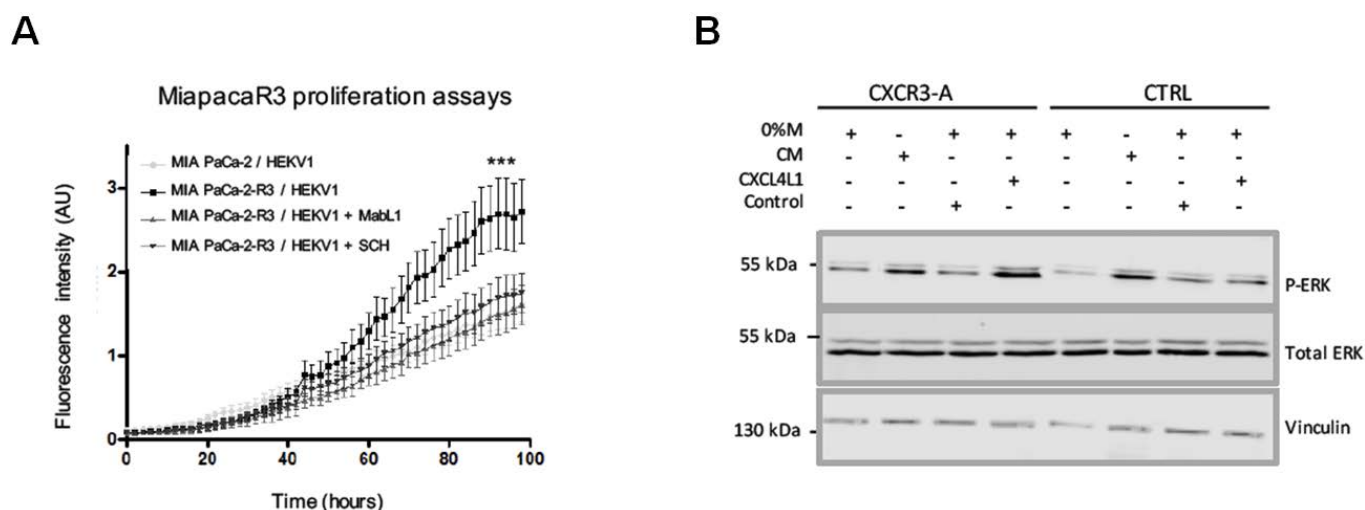 A
MiapacaR3 proliferation assays
Fluorescence intensity (AU)
3
2
1
0
MIA PaCa-2 / HEKV1
MIA PaCa-2-R3 / HEKV1
MIA PaCa-2-R3 / HEKV1 + MabL1
MIA PaCa-2-R3 / HEKV1 + SCH
***
0 20 40 60 80 100
Time (hours)
B
CXCR3-A CTRL
0%M + - + + + - + +
CM - + - - - + - -
CXCL4L1 - - - + - - - +
Control - - + - - - + -
55 kDa P-ERK
55 kDa Total ERK
130 kDa Vinculin